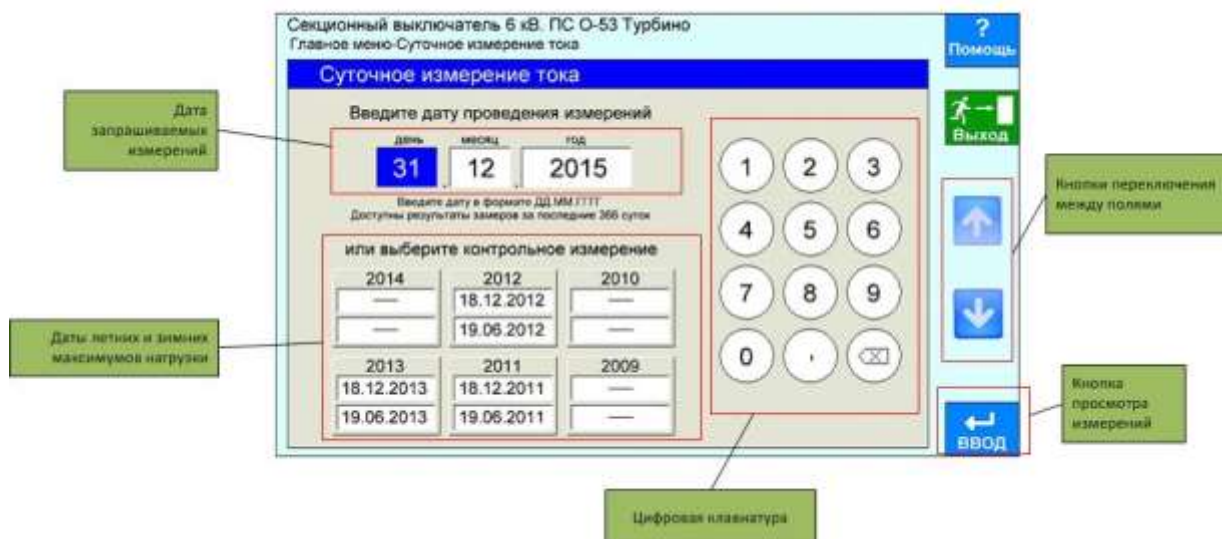 Секционный выключатель 6 кВ. ПС О-53 Турбино
Главное меню-Суточное измерение тока
Суточное измерение тока
Введите дату проведения измерений
день месяц год
31 . 12 . 2015
Введите дату в формате ДД.ММ.ГГГГ
Доступны результаты замеров за последние 366 суток
или выберите контрольное измерение
2014 2012 2010
— 18.12.2012 —
— 19.06.2012 —
2013 2011 2009
18.12.2013 18.12.2011 —
19.06.2013 19.06.2011 —
1 2 3
4 5 6
7 8 9
0 ,
?
Помощь
Выход
ВВОД
Дата
запрашиваемых
измерений
Даты летних и зимних
максимумов нагрузки
Кнопки переключения
между полями
Кнопка
просмотра
измерений
Цифровая клавиатура